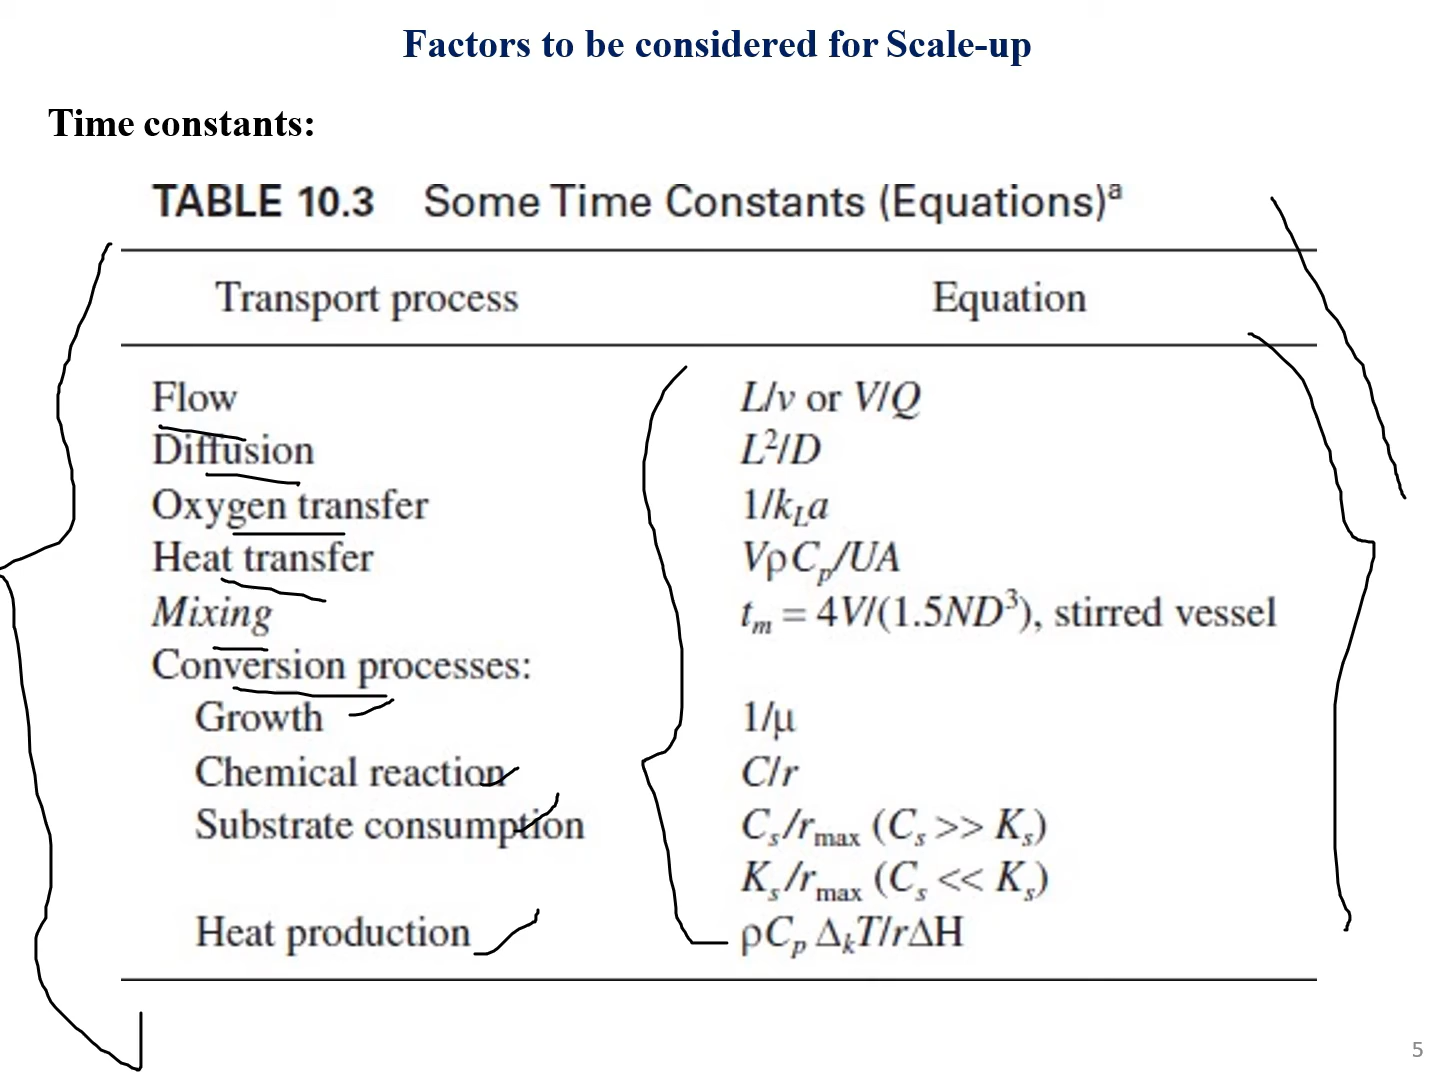 Factors to be considered for Scale-up
Time constants:
TABLE 10.3 Some Time Constants (Equations)ᵃ
Transport process Equation
Flow L/v or V/Q
Diffusion L²/D
Oxygen transfer 1/k_La
Heat transfer VρC_p/UA
Mixing t_m = 4V/(1.5ND³), stirred vessel
Conversion processes:
Growth 1/μ
Chemical reaction C/r
Substrate consumption C_s/r_max (C_s >> K_s)
K_s/r_max (C_s << K_s)
Heat production ρC_p Δ_kT/rΔH
5